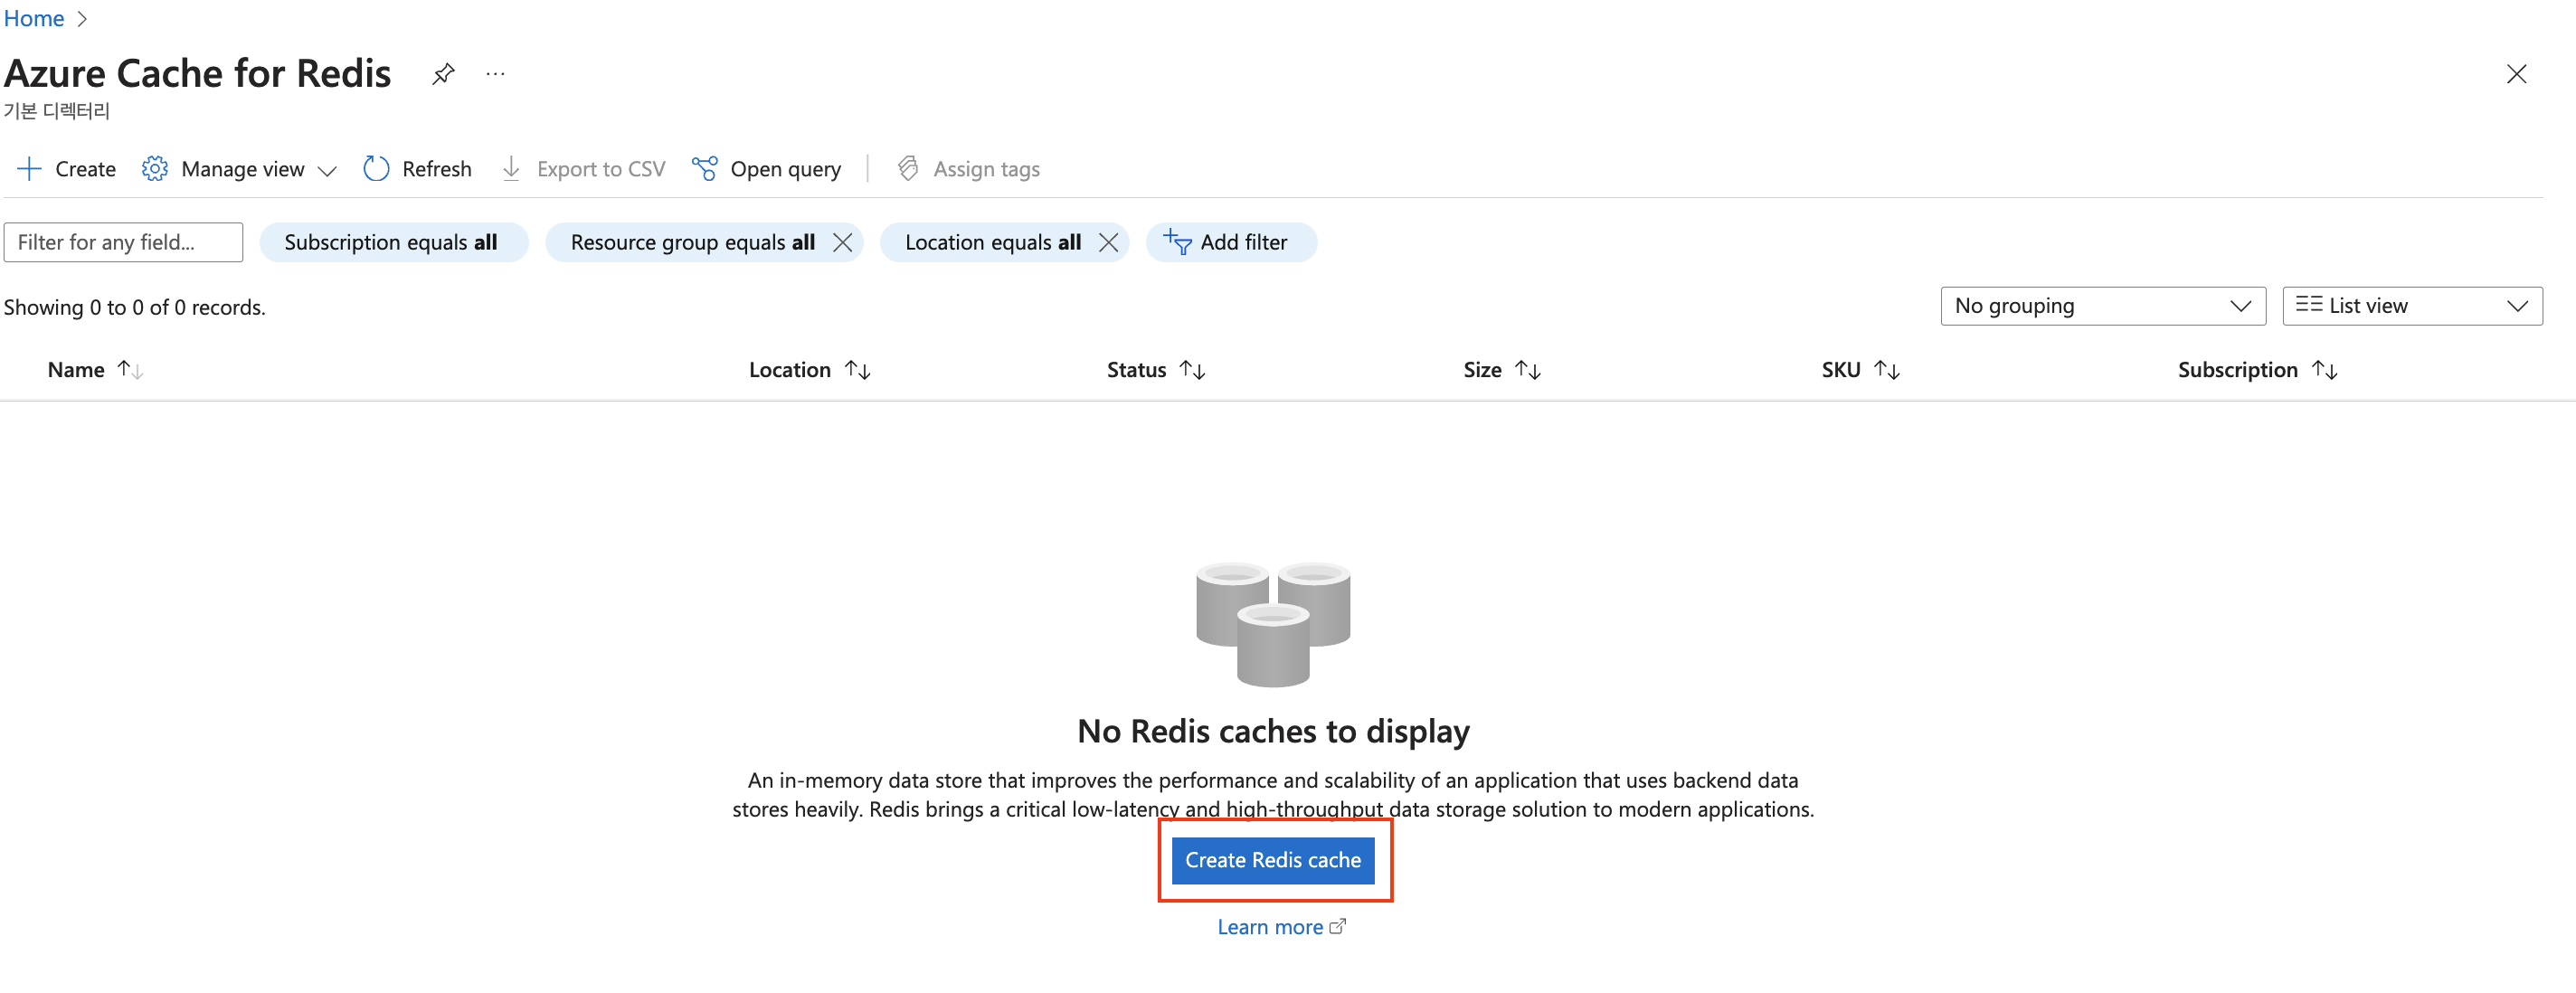 Home
Azure Cache for Redis ...
기본 디렉터리
Create Manage view Refresh Export to CSV Open query Assign tags
Filter for any field... Subscription equals all Resource group equals all Location equals all Add filter
Showing 0 to 0 of 0 records. No grouping List view
Name Location Status Size SKU Subscription
No Redis caches to display
An in-memory data store that improves the performance and scalability of an application that uses backend data
stores heavily. Redis brings a critical low-latency and high-throughput data storage solution to modern applications.
Create Redis cache
Learn more